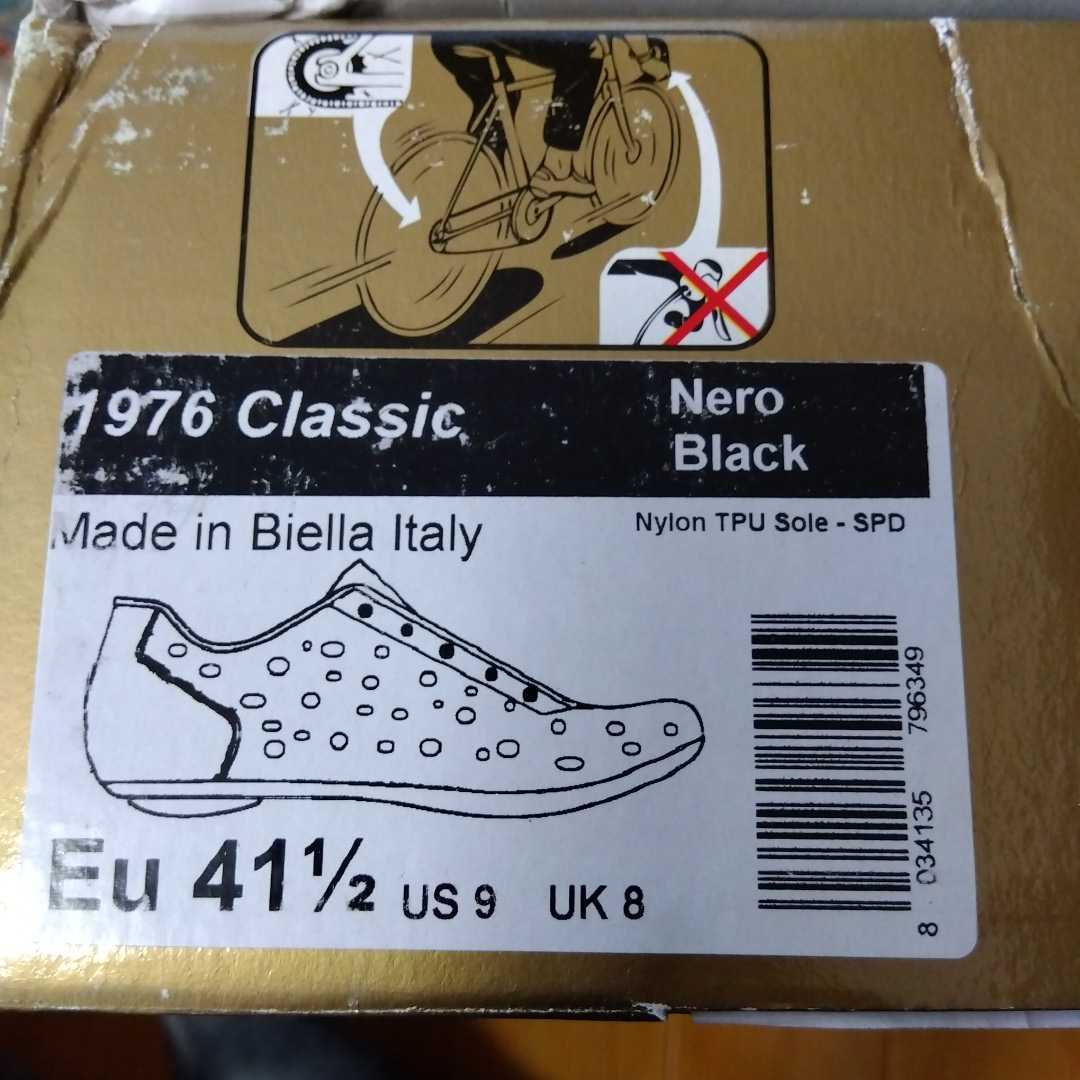 1976 Classic
Nero
Black
Made in Biella Italy
Nylon TPU Sole - SPD
Eu 41½ US 9 UK 8
8 034135 796349